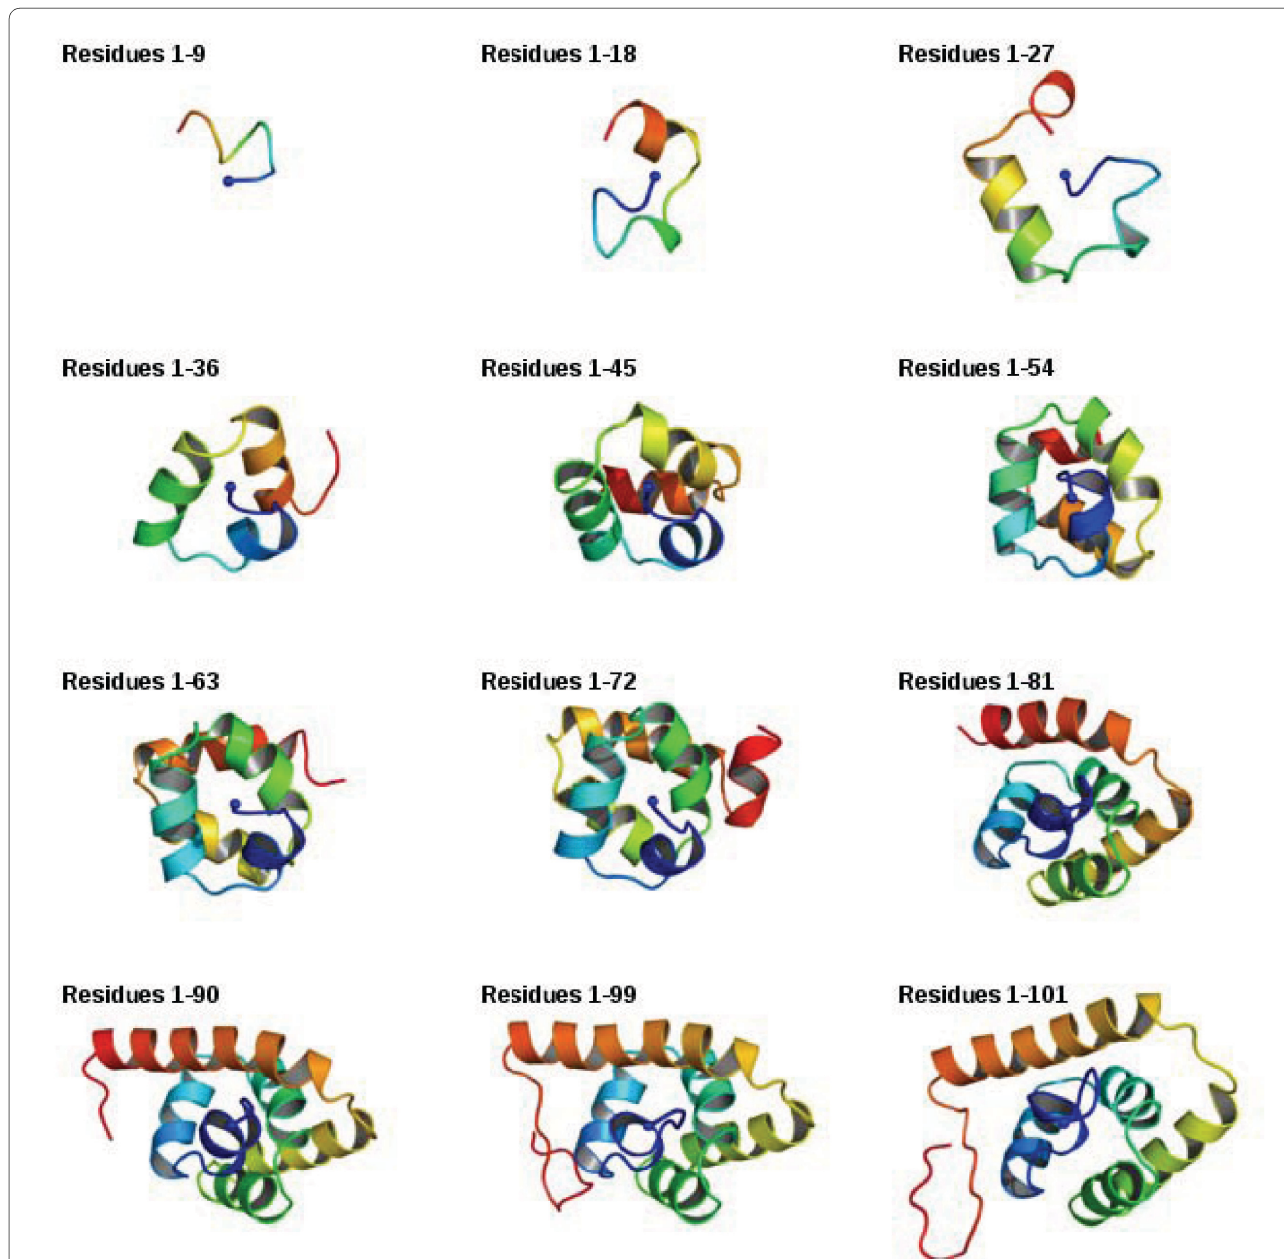 Residues 1-9
Residues 1-18
Residues 1-27
Residues 1-36
Residues 1-45
Residues 1-54
Residues 1-63
Residues 1-72
Residues 1-81
Residues 1-90
Residues 1-99
Residues 1-101